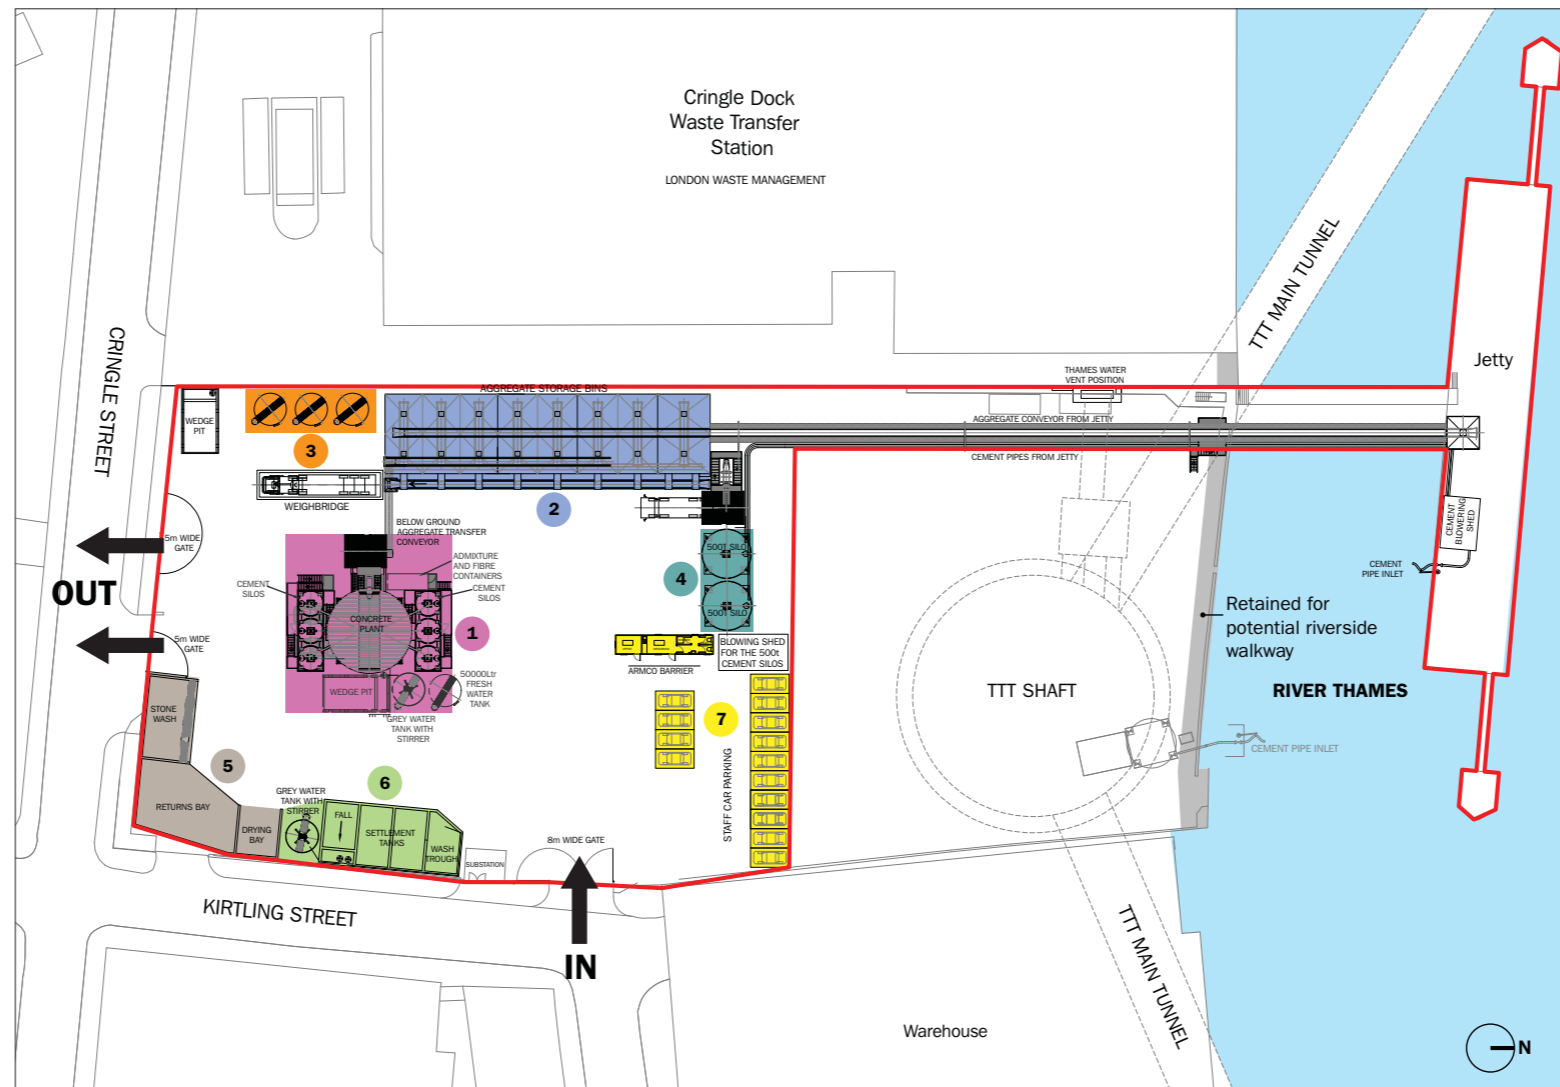 Cringle Dock
Waste Transfer
Station
LONDON WASTE MANAGEMENT
TTT MAIN TUNNEL
Jetty
CRINGLE STREET
THAMES WATER
VENT POSITION
AGGREGATE STORAGE BINS
WEDGE
PIT
3
AGGREGATE CONVEYOR FROM JETTY
CEMENT PIPES FROM JETTY
WEIGHBRIDGE
2
CEMENT
BLOWERING
SHED
5m WIDE
GATE
BELOW GROUND
AGGREGATE TRANSFER
CONVEYOR
ADMIXTURE
AND FIBRE
CONTAINERS
500T SILO
CEMENT
PIPE INLET
OUT
CEMENT
SILOS
CEMENT
SILOS
4
CONCRETE
PLANT
1
500T SILO
Retained for
potential riverside
walkway
5m WIDE
GATE
BLOWING SHED
FOR THE 500t
CEMENT SILOS
ARMCO BARRIER
WEDGE PIT
50000Ltr
FRESH
WATER
TANK
GREY WATER
TANK WITH
STIRRER
TTT SHAFT
RIVER THAMES
STONE
WASH
7
CEMENT PIPE INLET
5
6
STAFF CAR PARKING
GREY WATER
TANK WITH
STIRRER
RETURNS BAY
FALL
DRYING
BAY
SETTLEMENT
TANKS
WASH
TROUGH
8m WIDE GATE
SUBSTATION
KIRTLING STREET
IN
TTT MAIN TUNNEL
Warehouse
N